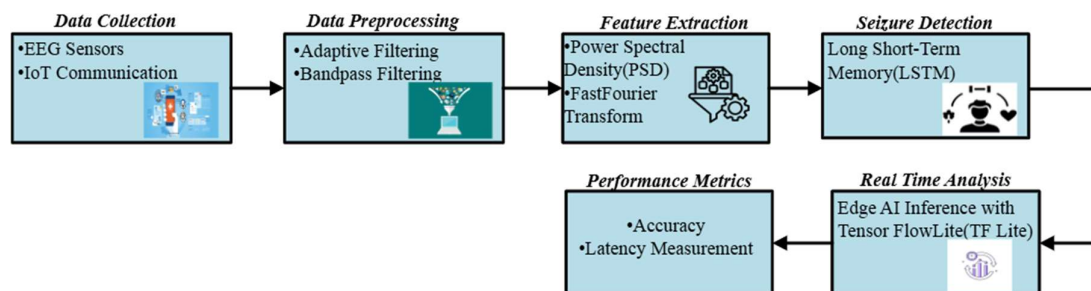 Data Collection
•EEG Sensors
•IoT Communication
Data Preprocessing
•Adaptive Filtering
•Bandpass Filtering
Feature Extraction
•Power Spectral
Density(PSD)
•FastFourier
Transform
Seizure Detection
Long Short-Term
Memory(LSTM)
Performance Metrics
•Accuracy
•Latency Measurement
Real Time Analysis
Edge AI Inference with
Tensor FlowLite(TF Lite)